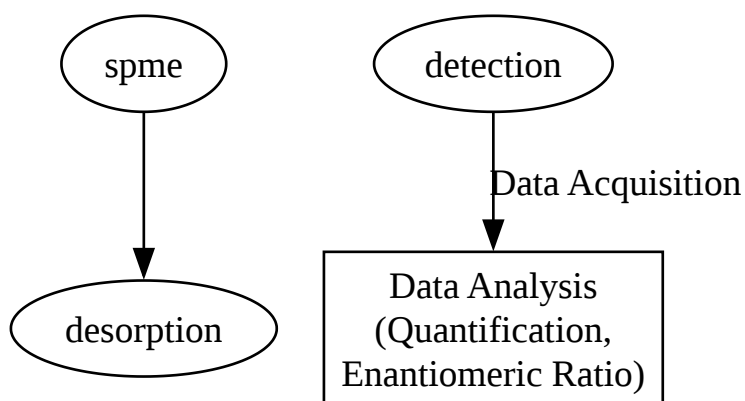 spme
detection
Data Acquisition
desorption
Data Analysis
(Quantification,
Enantiomeric Ratio)